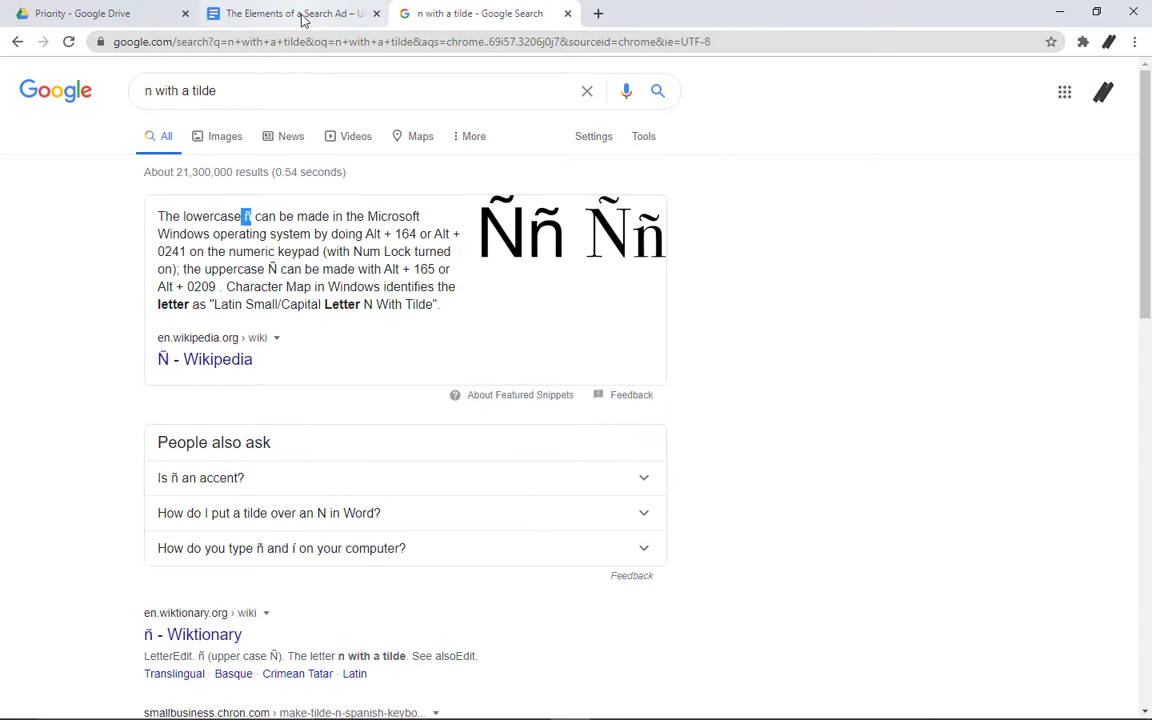 Priority - Google Drive
The Elements of a Search Ad – U
n with a tilde - Google Search
google.com/search?q=n+with+a+tilde&oq=n+with+a+tilde&aqs=chrome..69i57.3206j0j7&sourceid=chrome&ie=UTF-8
Google
n with a tilde
All
Images
News
Videos
Maps
More
Settings
Tools
About 21,300,000 results (0.54 seconds)
The lowercase ñ can be made in the Microsoft
Windows operating system by doing Alt + 164 or Alt +
0241 on the numeric keypad (with Num Lock turned
on); the uppercase Ñ can be made with Alt + 165 or
Alt + 0209 . Character Map in Windows identifies the
letter as "Latin Small/Capital Letter N With Tilde".
Ññ Ññ
en.wikipedia.org › wiki
Ñ - Wikipedia
About Featured Snippets
Feedback
People also ask
Is ñ an accent?
How do I put a tilde over an N in Word?
How do you type ñ and í on your computer?
Feedback
en.wiktionary.org › wiki
ñ - Wiktionary
LetterEdit. ñ (upper case Ñ). The letter n with a tilde. See alsoEdit.
Translingual · Basque · Crimean Tatar · Latin
smallbusiness.chron.com › make-tilde-n-spanish-keybo...